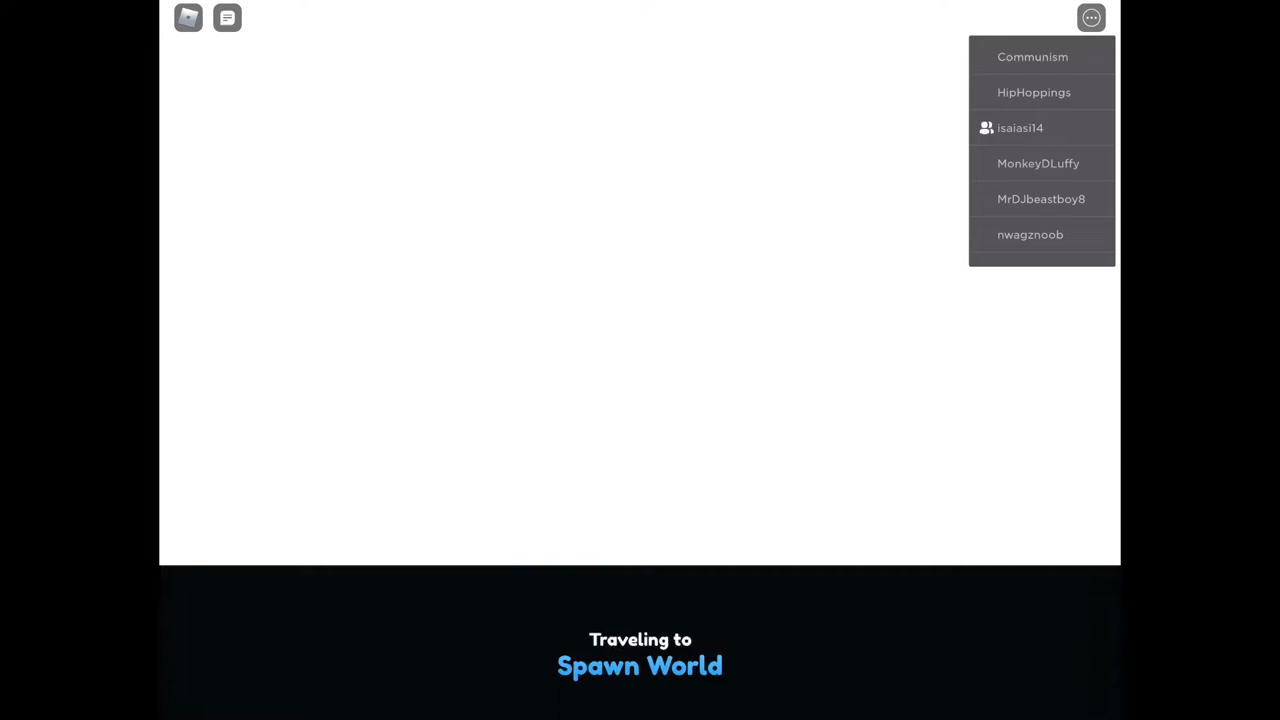 Communism
HipHoppings
isaiasi14
MonkeyDLuffy
MrDJbeastboy8
nwagznoob
Traveling to
Spawn World